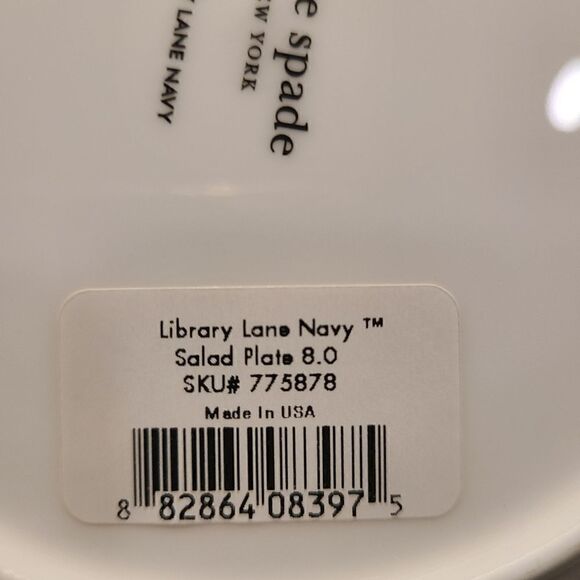 e spade
W YORK
LANE NAVY
Library Lane Navy ™
Salad Plate 8.0
SKU# 775878
Made In USA
8 82864 08397 5